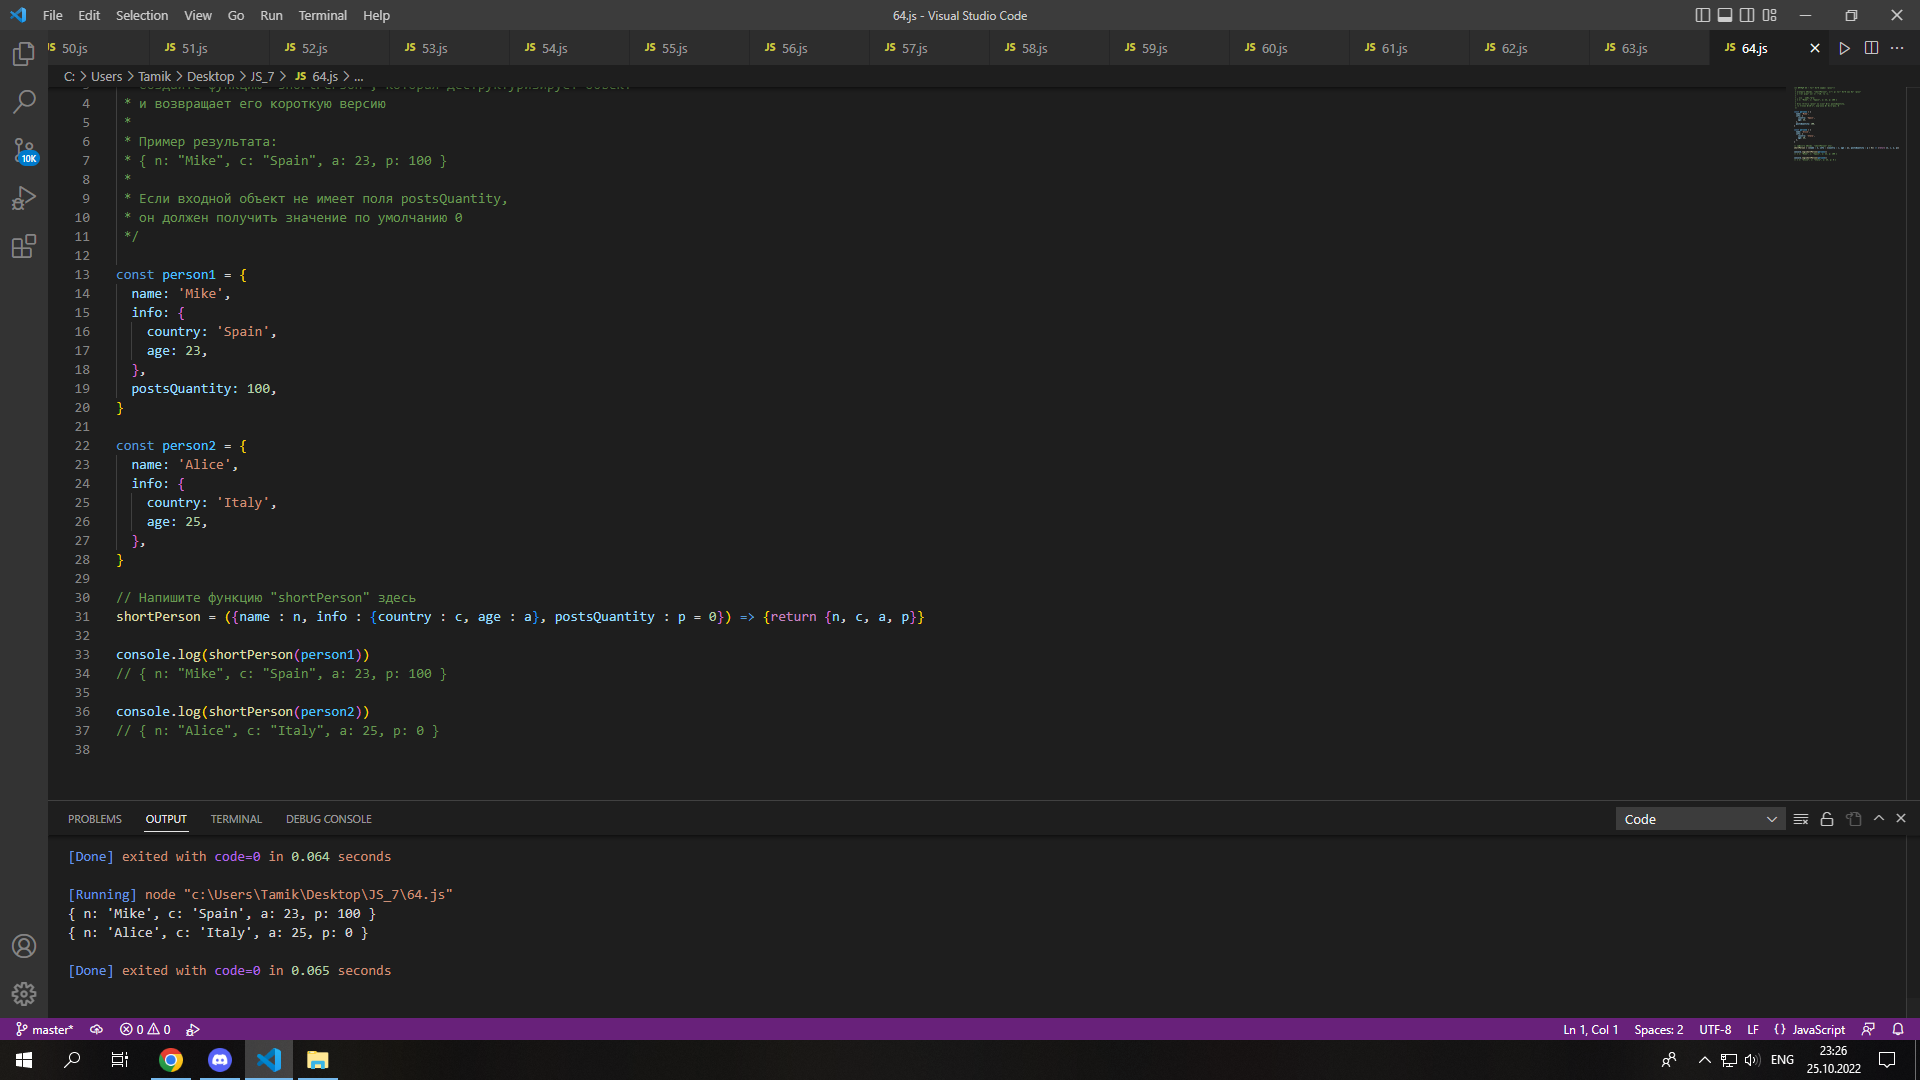 File Edit Selection View Go Run Terminal Help
64.js - Visual Studio Code
JS 50.js JS 51.js JS 52.js JS 53.js JS 54.js JS 55.js JS 56.js JS 57.js JS 58.js JS 59.js JS 60.js JS 61.js JS 62.js JS 63.js JS 64.js
C: > Users > Tamik > Desktop > JS_7 > JS 64.js > ...
3 * Создайте функцию "shortPerson", которая деструктуризирует объект
4 * и возвращает его короткую версию
5 *
6 * Пример результата:
7 * { n: "Mike", c: "Spain", a: 23, p: 100 }
8 *
9 * Если входной объект не имеет поля postsQuantity,
10 * он должен получить значение по умолчанию 0
11 */
12
13 const person1 = {
14 name: 'Mike',
15 info: {
16 country: 'Spain',
17 age: 23,
18 },
19 postsQuantity: 100,
20 }
21
22 const person2 = {
23 name: 'Alice',
24 info: {
25 country: 'Italy',
26 age: 25,
27 },
28 }
29
30 // Напишите функцию "shortPerson" здесь
31 shortPerson = ({name : n, info : {country : c, age : a}, postsQuantity : p = 0}) => {return {n, c, a, p}}
32
33 console.log(shortPerson(person1))
34 // { n: "Mike", c: "Spain", a: 23, p: 100 }
35
36 console.log(shortPerson(person2))
37 // { n: "Alice", c: "Italy", a: 25, p: 0 }
38
10K
PROBLEMS OUTPUT TERMINAL DEBUG CONSOLE
Code
[Done] exited with code=0 in 0.064 seconds
[Running] node "c:\Users\Tamik\Desktop\JS_7\64.js"
{ n: 'Mike', c: 'Spain', a: 23, p: 100 }
{ n: 'Alice', c: 'Italy', a: 25, p: 0 }
[Done] exited with code=0 in 0.065 seconds
master* 0 0 Ln 1, Col 1 Spaces: 2 UTF-8 LF {} JavaScript
ENG
23:26
25.10.2022